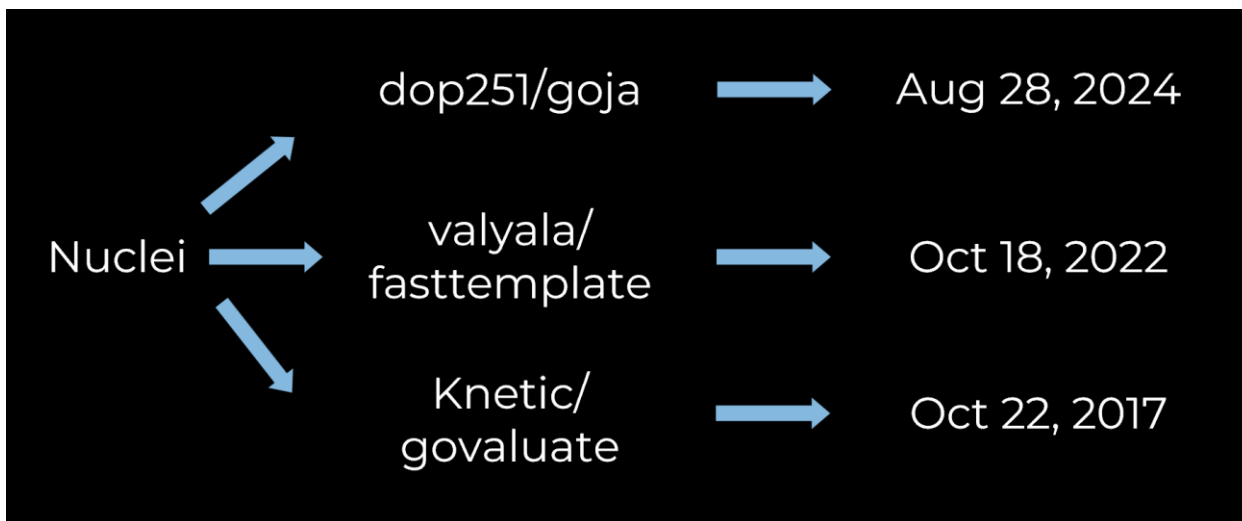 dop251/goja
Aug 28, 2024
Nuclei
valyala/
fasttemplate
Oct 18, 2022
Knetic/
govaluate
Oct 22, 2017